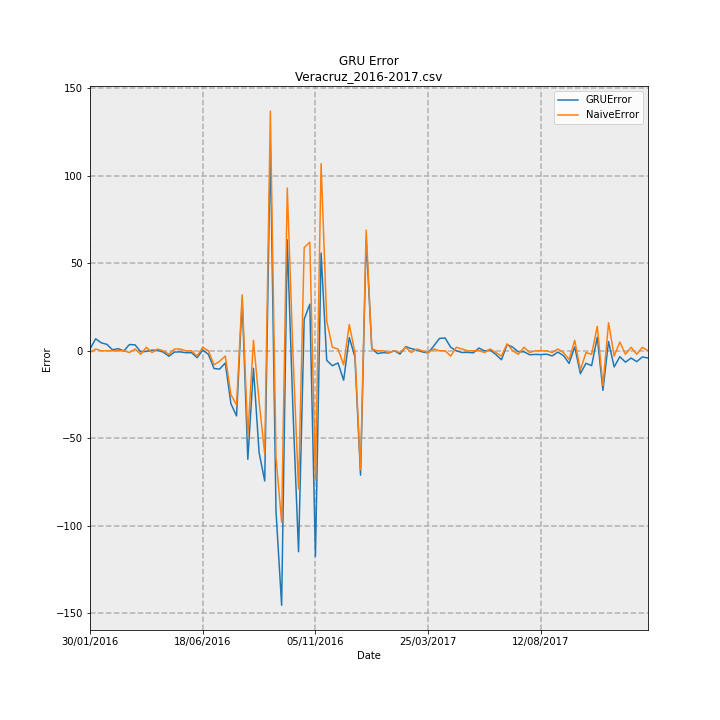 GRU Error
Veracruz_2016-2017.csv
GRUError
NaiveError
150
100
50
0
−50
−100
−150
Error
30/01/2016
18/06/2016
05/11/2016
25/03/2017
12/08/2017
Date